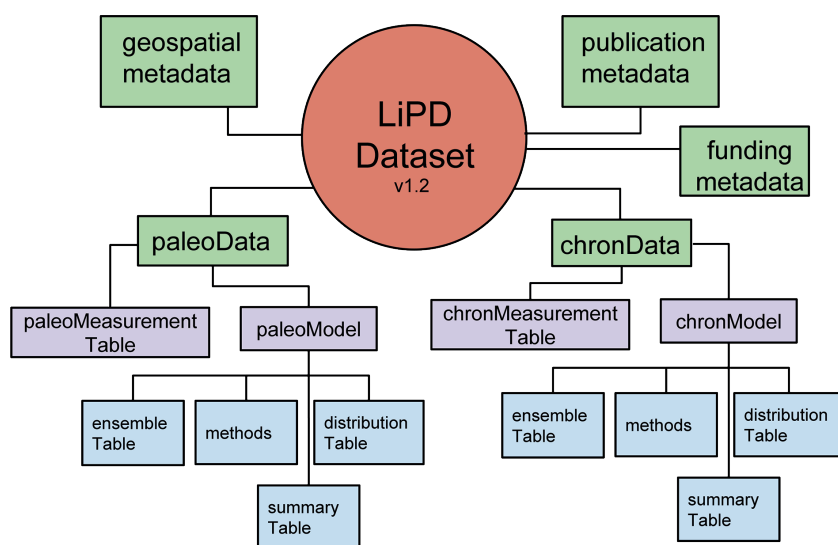 geospatial
metadata
LiPD
Dataset
v1.2
publication
metadata
funding
metadata
paleoData
chronData
paleoMeasurement
Table
paleoModel
chronMeasurement
Table
chronModel
ensemble
Table
methods
distribution
Table
summary
Table
ensemble
Table
methods
distribution
Table
summary
Table